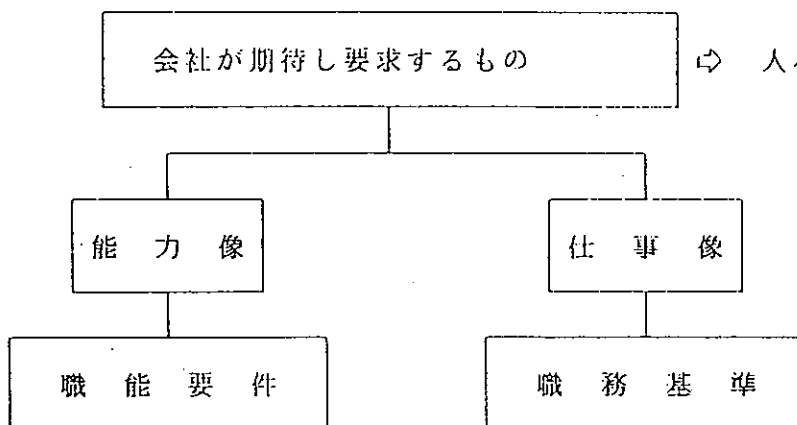 会社が期待し要求するもの ⇨ 人
能力像 仕事像
職能要件 職務基準